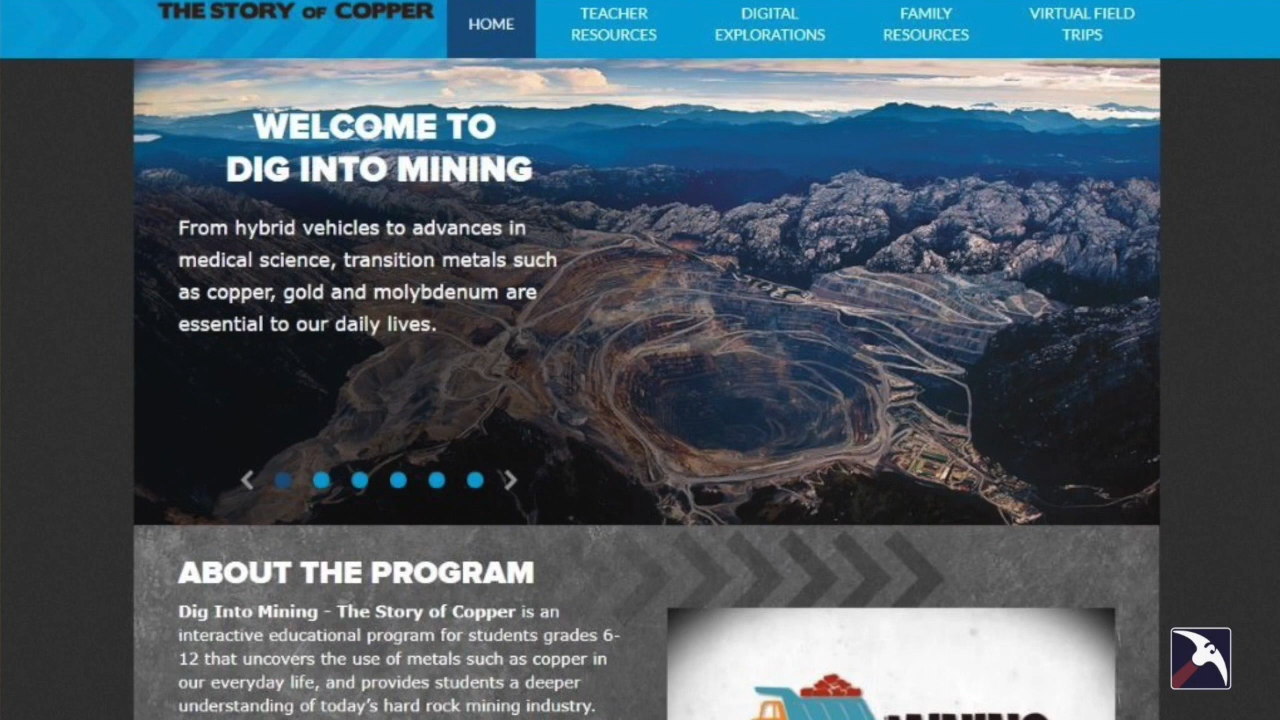 THE STORY OF COPPER
HOME
TEACHER
RESOURCES
DIGITAL
EXPLORATIONS
FAMILY
RESOURCES
VIRTUAL FIELD
TRIPS
WELCOME TO
DIG INTO MINING
From hybrid vehicles to advances in
medical science, transition metals such
as copper, gold and molybdenum are
essential to our daily lives.
ABOUT THE PROGRAM
Dig Into Mining - The Story of Copper is an
interactive educational program for students grades 6-
12 that uncovers the use of metals such as copper in
our everyday life, and provides students a deeper
understanding of today's hard rock mining industry.